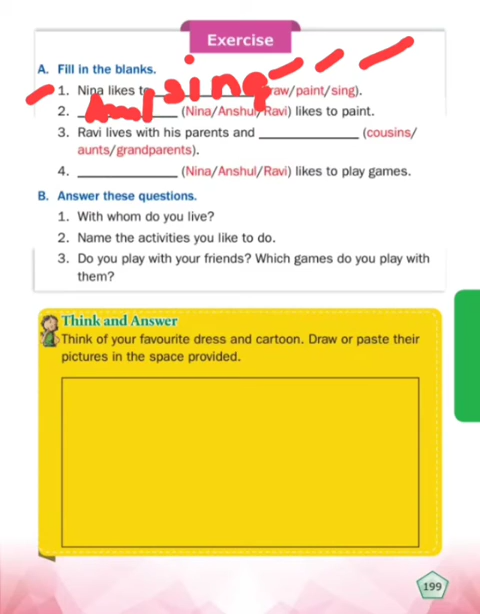 Exercise
A. Fill in the blanks.
1. Nina likes to sing raw/paint/sing).
2. ____________ (Nina/Anshul/Ravi) likes to paint.
3. Ravi lives with his parents and ____________ (cousins/
aunts/grandparents).
4. ____________ (Nina/Anshul/Ravi) likes to play games.
B. Answer these questions.
1. With whom do you live?
2. Name the activities you like to do.
3. Do you play with your friends? Which games do you play with
them?
Think and Answer
Think of your favourite dress and cartoon. Draw or paste their
pictures in the space provided.
199